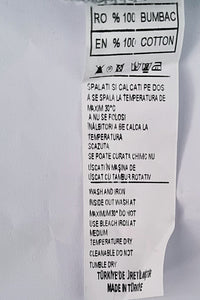 RO % 100 BUMBAC
EN % 100 COTTON
SPALATI SI CALCATI PE DOS
A SE SPALA LA TEMPERATURA DE
MAXIM 30°C
A NU SE FOLOSI
INALBITORI A SE CALCA LA
TEMPERATURA
SCAZUTA
SE POATE CURATA CHIMIC NU
USCATI IN MASINA DE
USCAT CU TAMBUR ROTATIV
WASH AND IRON
INSIDE OUT WASH AT
MAXIMUM 30° DO NOT
USE BLEACH IRON AT
MEDIUM
TEMPERATURE DRY
CLEANABLE DO NOT
TUMBLE DRY
TÜRKİYE'DE ÜRETİLMİŞTİR
MADE IN TÜRKİYE